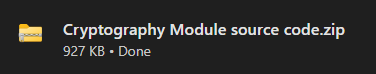 Cryptography Module source code.zip
927 KB • Done